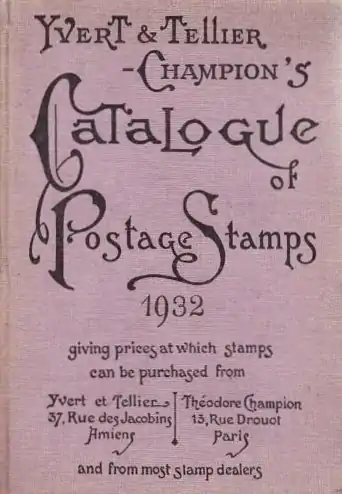 Yvert & Tellier
-Champion's
Catalogue
of
Postage Stamps
1932
giving prices at which stamps
can be purchased from
Yvert et Tellier
37, Rue des Jacobins
Amiens
Théodore Champion
13, Rue Drouot
Paris
and from most stamp dealers